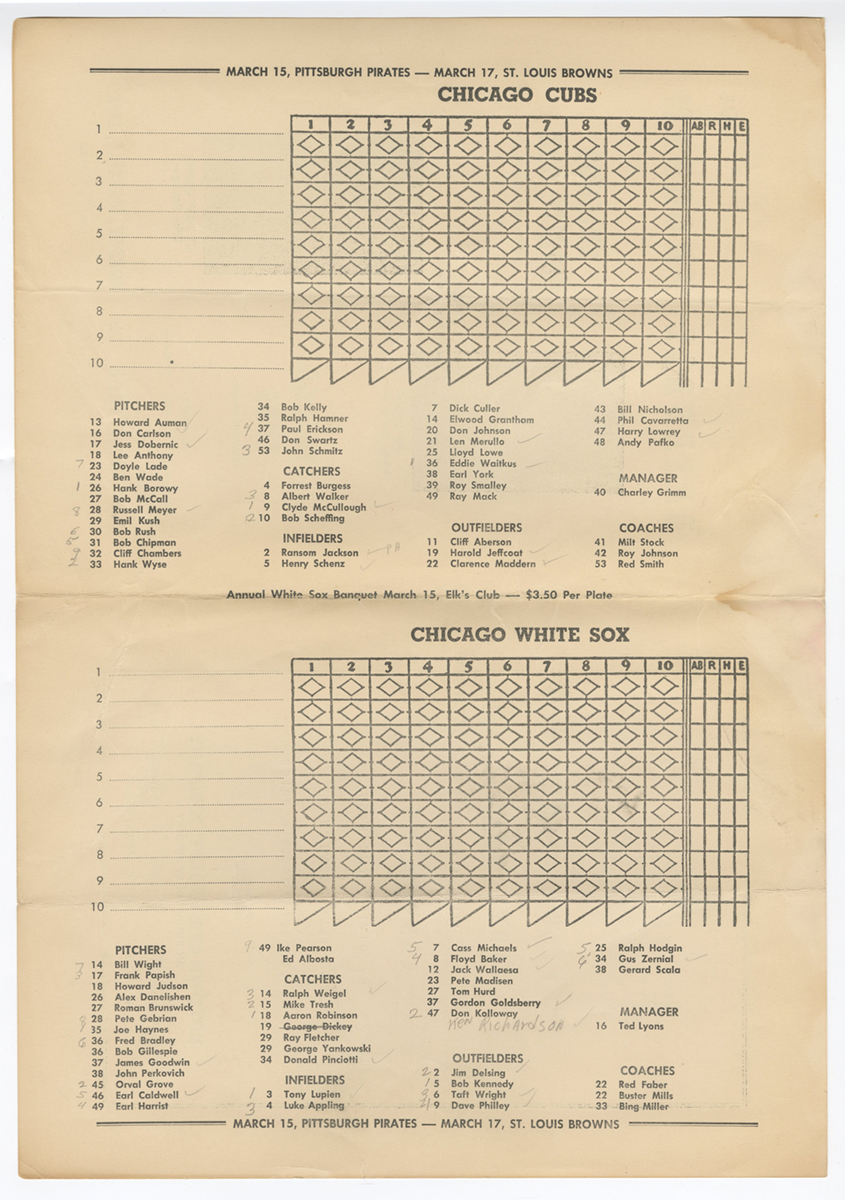 MARCH 15, PITTSBURGH PIRATES — MARCH 17, ST. LOUIS BROWNS
CHICAGO CUBS
1 2 3 4 5 6 7 8 9 10 AB R H E
1
2
3
4
5
6
7
8
9
10
PITCHERS
13 Howard Auman
16 Don Carlson
17 Jess Dobernic
18 Lee Anthony
7 23 Doyle Lade
24 Ben Wade
1 26 Hank Borowy
27 Bob McCall
8 28 Russell Meyer
29 Emil Kush
6 30 Bob Rush
5 31 Bob Chipman
9 32 Cliff Chambers
2 33 Hank Wyse
34 Bob Kelly
35 Ralph Hamner
4 37 Paul Erickson
46 Don Swartz
3 53 John Schmitz
CATCHERS
4 Forrest Burgess
3 8 Albert Walker
1 9 Clyde McCullough
2 10 Bob Scheffing
INFIELDERS
2 Ransom Jackson PH
5 Henry Schenz
7 Dick Culler
14 Elwood Grantham
20 Don Johnson
21 Len Merullo
25 Lloyd Lowe
1 36 Eddie Waitkus
38 Earl York
39 Roy Smalley
49 Ray Mack
OUTFIELDERS
11 Cliff Aberson
19 Harold Jeffcoat
22 Clarence Maddern
43 Bill Nicholson
44 Phil Cavarretta
47 Harry Lowrey
48 Andy Pafko
MANAGER
40 Charley Grimm
COACHES
41 Milt Stock
42 Roy Johnson
53 Red Smith
Annual White Sox Banquet March 15, Elk's Club — $3.50 Per Plate
CHICAGO WHITE SOX
1 2 3 4 5 6 7 8 9 10 AB R H E
1
2
3
4
5
6
7
8
9
10
PITCHERS
7 14 Bill Wight
3 17 Frank Papish
18 Howard Judson
26 Alex Danelishen
27 Roman Brunswick
8 28 Pete Gebrian
1 35 Joe Haynes
6 36 Fred Bradley
36 Bob Gillespie
37 James Goodwin
38 John Perkovich
2 45 Orval Grove
5 46 Earl Caldwell
4 49 Earl Harrist
9 49 Ike Pearson
Ed Albosta
CATCHERS
3 14 Ralph Weigel
2 15 Mike Tresh
1 18 Aaron Robinson
19 George Dickey
29 Ray Fletcher
29 George Yankowski
34 Donald Pinciotti
INFIELDERS
1 3 Tony Lupien
3 4 Luke Appling
5 7 Cass Michaels
4 8 Floyd Baker
12 Jack Wallaesa
23 Pete Madisen
27 Tom Hurd
37 Gordon Goldsberry
2 47 Don Kolloway
Ken Richardson
OUTFIELDERS
2 2 Jim Delsing
1 5 Bob Kennedy
6 Taft Wright
9 Dave Philley
5 25 Ralph Hodgin
6 34 Gus Zernial
38 Gerard Scala
MANAGER
16 Ted Lyons
COACHES
22 Red Faber
22 Buster Mills
33 Bing Miller
MARCH 15, PITTSBURGH PIRATES — MARCH 17, ST. LOUIS BROWNS